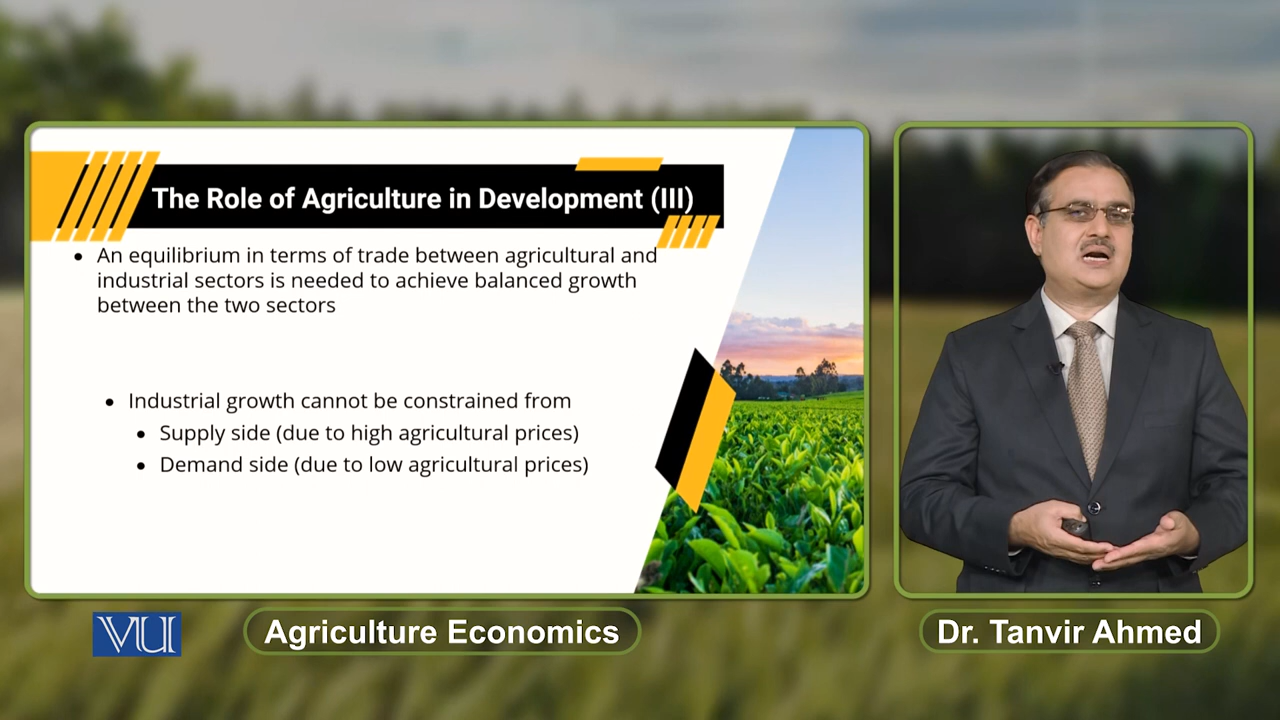 The Role of Agriculture in Development (III)
• An equilibrium in terms of trade between agricultural and
industrial sectors is needed to achieve balanced growth
between the two sectors
• Industrial growth cannot be constrained from
• Supply side (due to high agricultural prices)
• Demand side (due to low agricultural prices)
VU
Agriculture Economics
Dr. Tanvir Ahmed